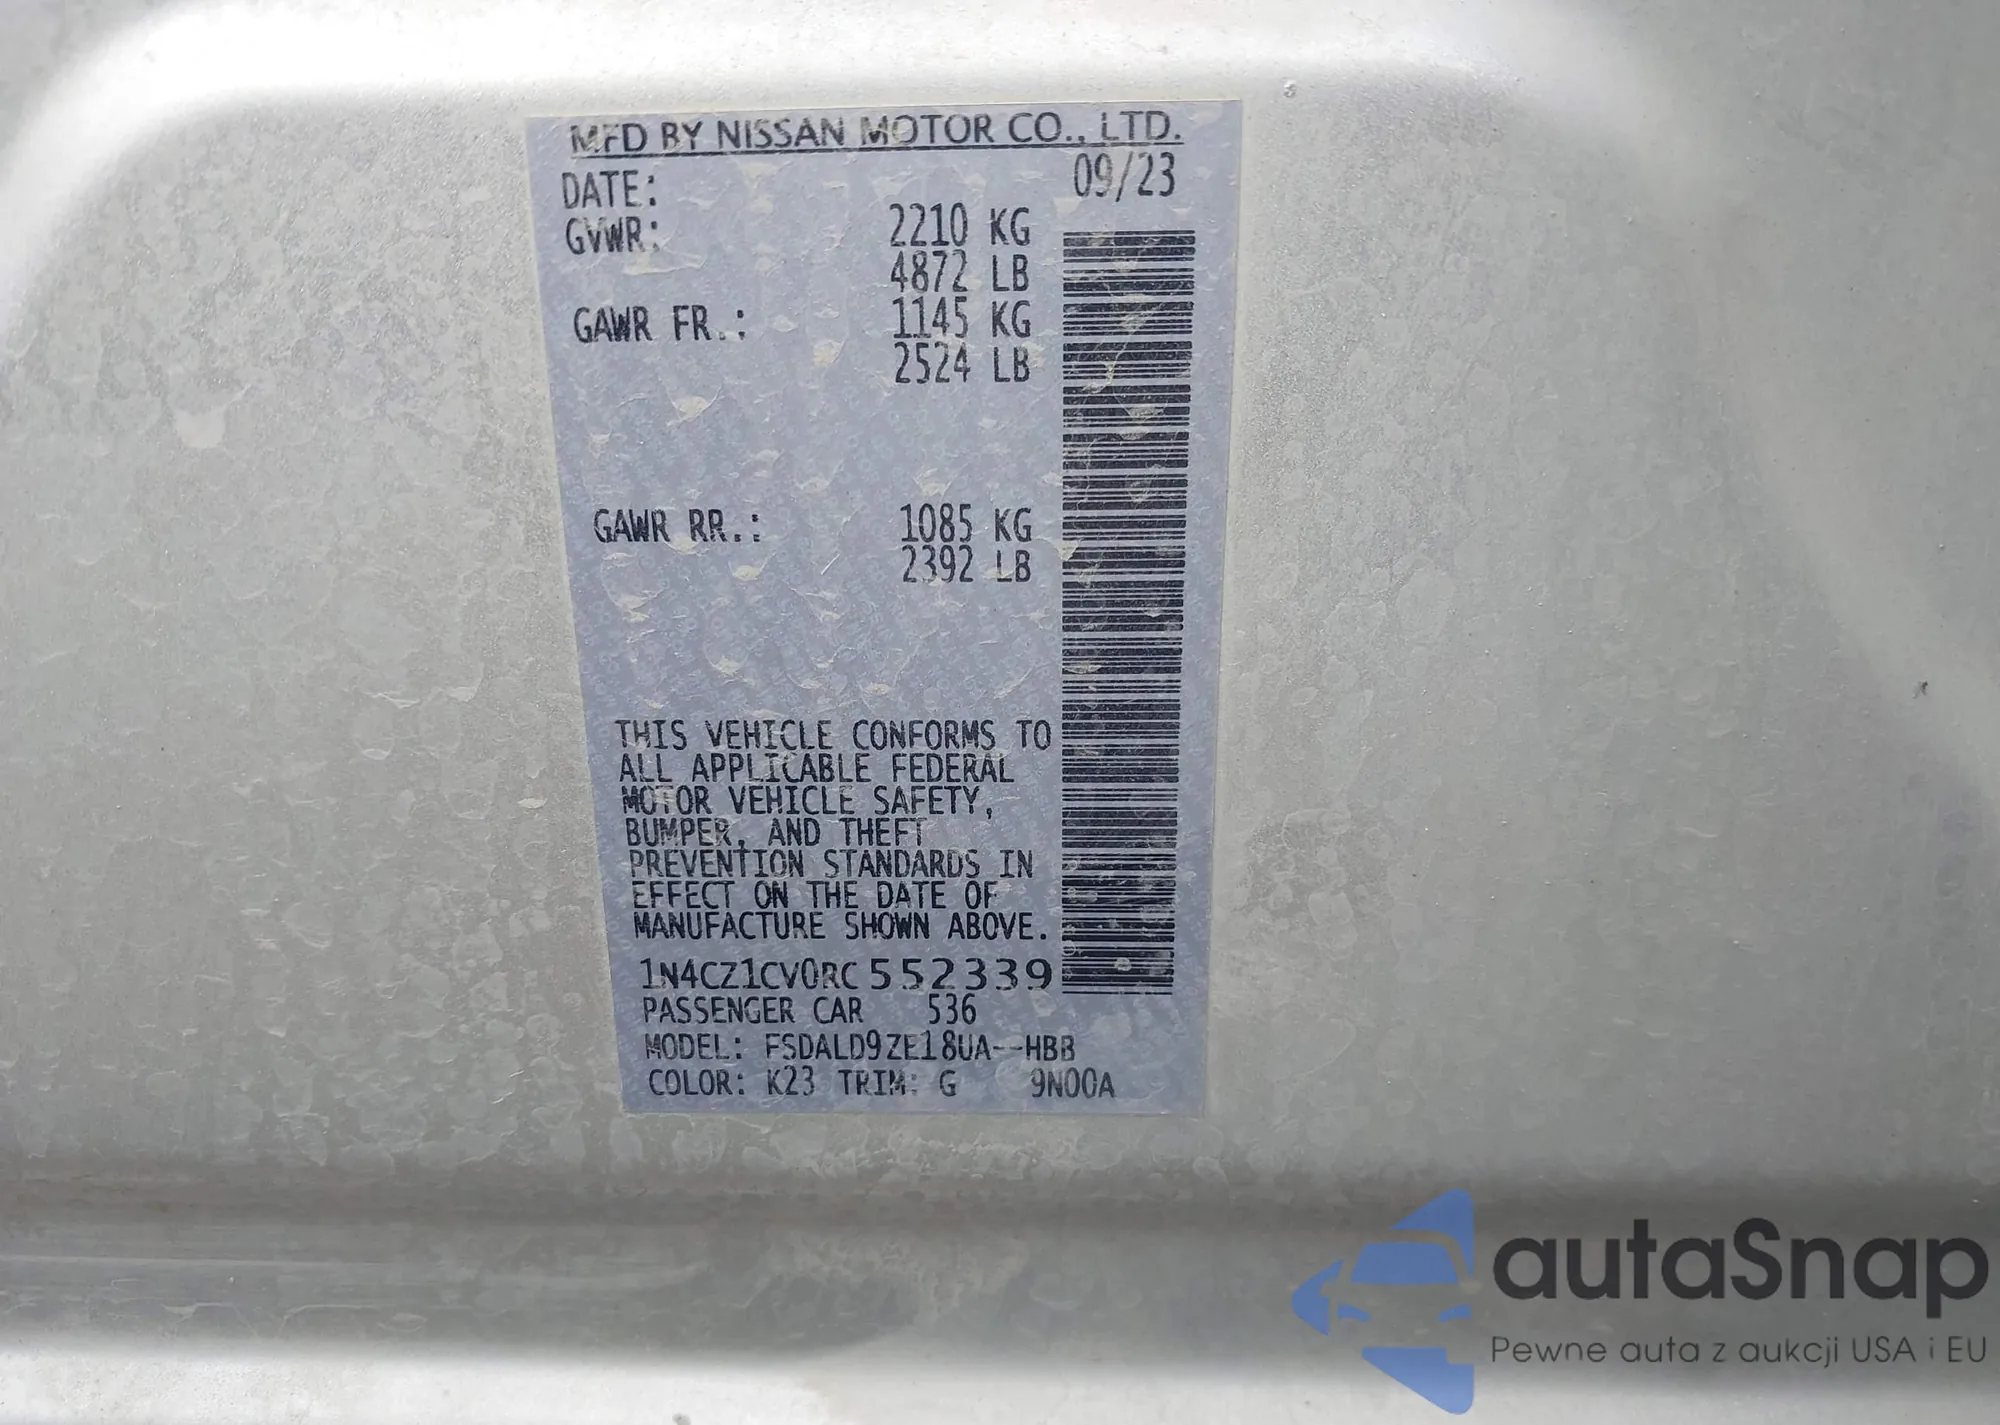 MFD BY NISSAN MOTOR CO., LTD.
DATE: 09/23
GVWR: 2210 KG
4872 LB
GAWR FR.: 1145 KG
2524 LB
GAWR RR.: 1085 KG
2392 LB
THIS VEHICLE CONFORMS TO
ALL APPLICABLE FEDERAL
MOTOR VEHICLE SAFETY,
BUMPER, AND THEFT
PREVENTION STANDARDS IN
EFFECT ON THE DATE OF
MANUFACTURE SHOWN ABOVE.
1N4CZ1CV0RC552339
PASSENGER CAR 536
MODEL: FSDALD9ZE18UA--HBB
COLOR: K23 TRIM: G 9N00A
autaSnap
Pewne auta z aukcji USA i EU